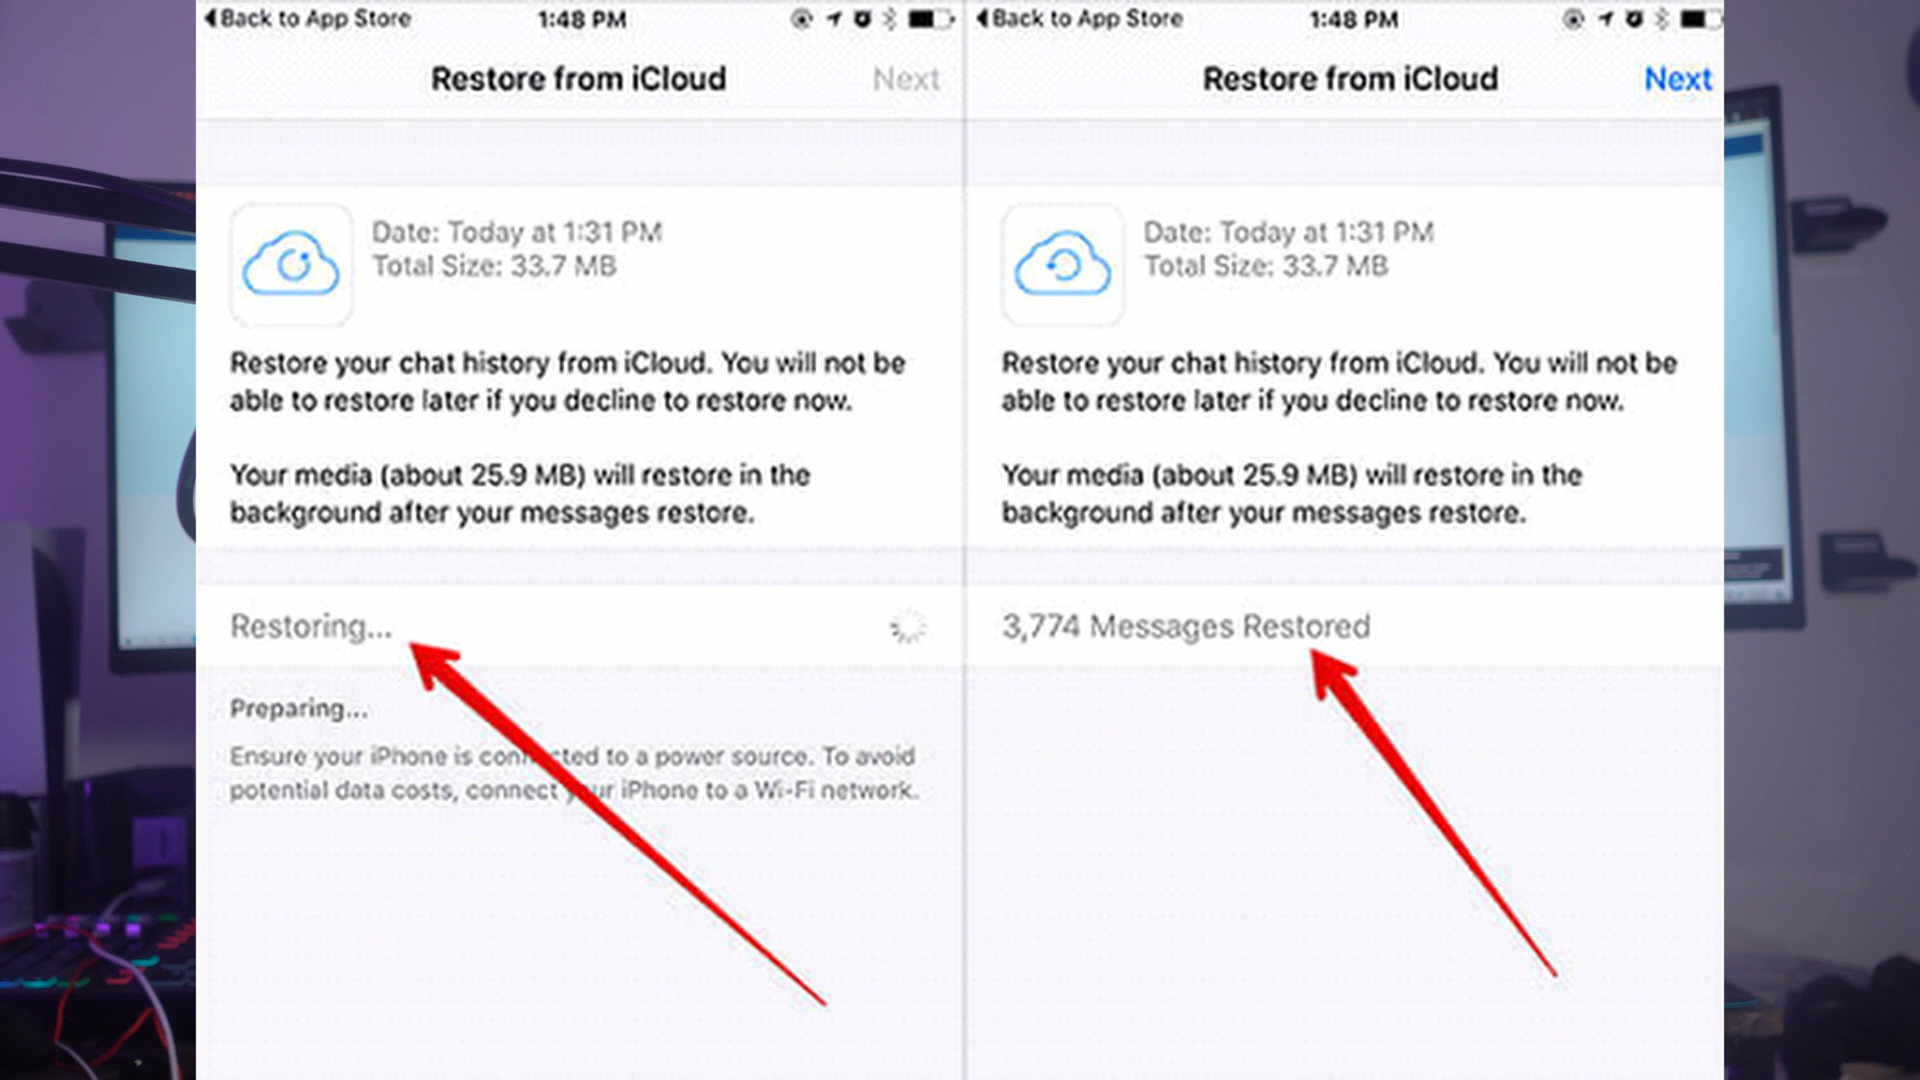 Back to App Store 1:48 PM
Restore from iCloud Next
Date: Today at 1:31 PM
Total Size: 33.7 MB
Restore your chat history from iCloud. You will not be
able to restore later if you decline to restore now.
Your media (about 25.9 MB) will restore in the
background after your messages restore.
Restoring...
Preparing...
Ensure your iPhone is connected to a power source. To avoid
potential data costs, connect your iPhone to a Wi-Fi network.
Back to App Store 1:48 PM
Restore from iCloud Next
Date: Today at 1:31 PM
Total Size: 33.7 MB
Restore your chat history from iCloud. You will not be
able to restore later if you decline to restore now.
Your media (about 25.9 MB) will restore in the
background after your messages restore.
3,774 Messages Restored